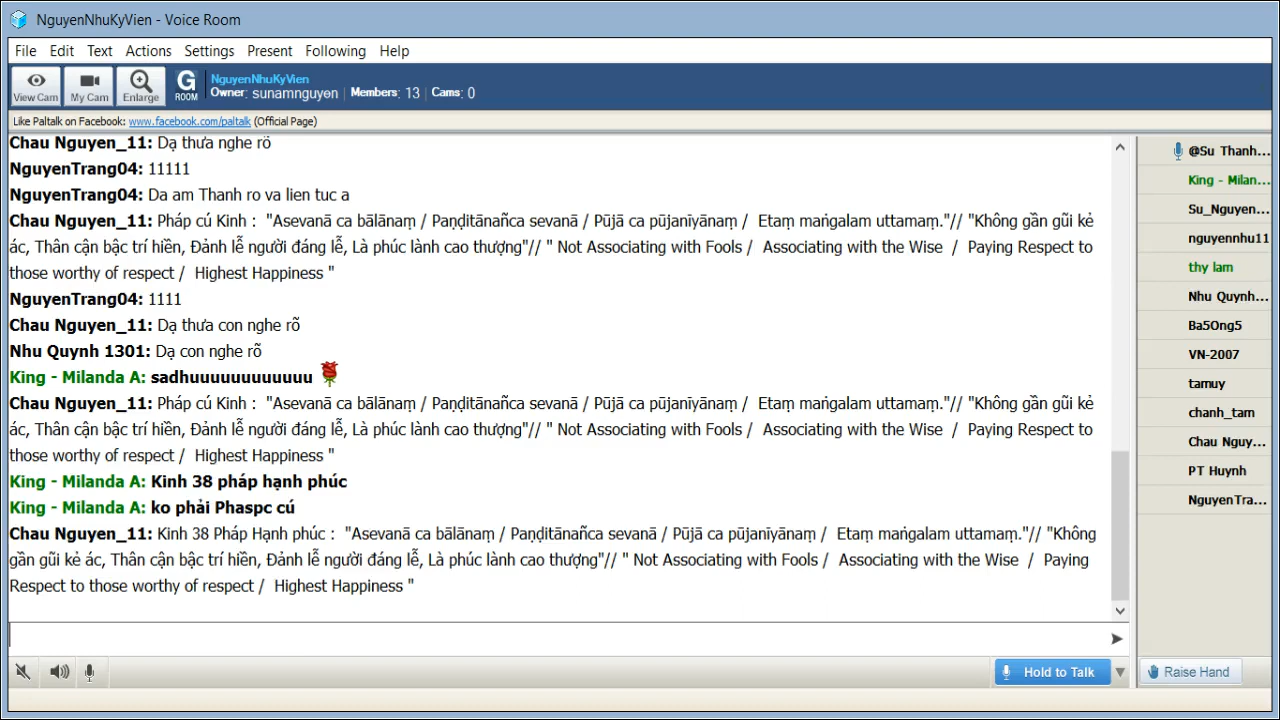 NguyenNhuKyVien - Voice Room
File Edit Text Actions Settings Present Following Help
View Cam My Cam Enlarge G ROOM NguyenNhuKyVien
Owner: sunamnguyen Members: 13 Cams: 0
Like Paltalk on Facebook: www.facebook.com/paltalk (Official Page)
Chau Nguyen_11: Dạ thưa nghe rõ
NguyenTrang04: 11111
NguyenTrang04: Da am Thanh ro va lien tuc a
Chau Nguyen_11: Pháp cú Kinh : "Asevanā ca bālānaṃ / Paṇḍitānañca sevanā / Pūjā ca pūjanīyānaṃ / Etaṃ maṅgalam uttamaṃ."// "Không gần gũi kẻ
ác, Thân cận bậc trí hiền, Đảnh lễ người đáng lễ, Là phúc lành cao thượng"// " Not Associating with Fools / Associating with the Wise / Paying Respect to
those worthy of respect / Highest Happiness "
NguyenTrang04: 1111
Chau Nguyen_11: Dạ thưa con nghe rõ
Nhu Quynh 1301: Dạ con nghe rõ
King - Milanda A: sadhuuuuuuuuuuuu
Chau Nguyen_11: Pháp cú Kinh : "Asevanā ca bālānaṃ / Paṇḍitānañca sevanā / Pūjā ca pūjanīyānaṃ / Etaṃ maṅgalam uttamaṃ."// "Không gần gũi kẻ
ác, Thân cận bậc trí hiền, Đảnh lễ người đáng lễ, Là phúc lành cao thượng"// " Not Associating with Fools / Associating with the Wise / Paying Respect to
those worthy of respect / Highest Happiness "
King - Milanda A: Kinh 38 pháp hạnh phúc
King - Milanda A: ko phải Phaspc cú
Chau Nguyen_11: Kinh 38 Pháp Hạnh phúc : "Asevanā ca bālānaṃ / Paṇḍitānañca sevanā / Pūjā ca pūjanīyānaṃ / Etaṃ maṅgalam uttamaṃ."// "Không
gần gũi kẻ ác, Thân cận bậc trí hiền, Đảnh lễ người đáng lễ, Là phúc lành cao thượng"// " Not Associating with Fools / Associating with the Wise / Paying
Respect to those worthy of respect / Highest Happiness "
@Su Thanh...
King - Milan...
Su_Nguyen...
nguyennhu11
thy lam
Nhu Quynh...
Ba5Ong5
VN-2007
tamuy
chanh_tam
Chau Nguy...
PT Huynh
NguyenTra...
Hold to Talk
Raise Hand